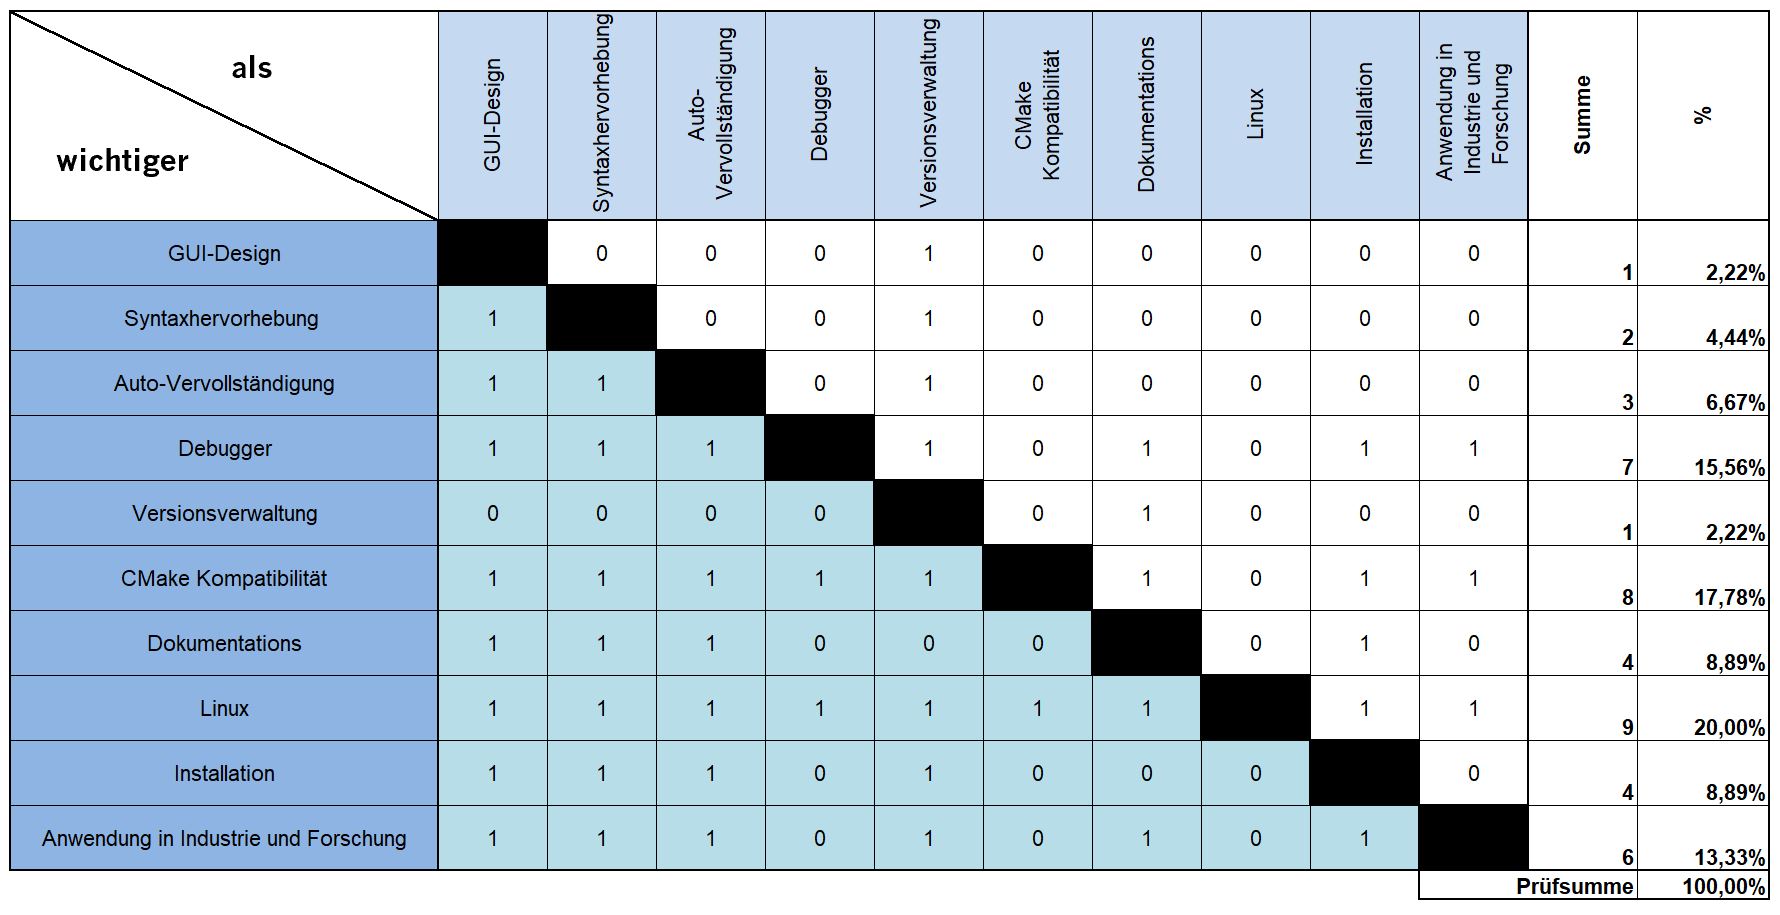 als
wichtiger
GUI-Design
Syntaxhervorhebung
Auto-
Vervollständigung
Debugger
Versionsverwaltung
CMake
Kompatibilität
Dokumentations
Linux
Installation
Anwendung in
Industrie und
Forschung
Summe
%
GUI-Design 0 0 0 1 0 0 0 0 0 1 2,22%
Syntaxhervorhebung 1 0 0 1 0 0 0 0 0 2 4,44%
Auto-Vervollständigung 1 1 0 1 0 0 0 0 0 3 6,67%
Debugger 1 1 1 1 0 1 0 1 1 7 15,56%
Versionsverwaltung 0 0 0 0 0 1 0 0 0 1 2,22%
CMake Kompatibilität 1 1 1 1 1 1 0 1 1 8 17,78%
Dokumentations 1 1 1 0 0 0 0 1 0 4 8,89%
Linux 1 1 1 1 1 1 1 1 1 9 20,00%
Installation 1 1 1 0 1 0 0 0 0 4 8,89%
Anwendung in Industrie und Forschung 1 1 1 0 1 0 1 0 1 6 13,33%
Prüfsumme 100,00%